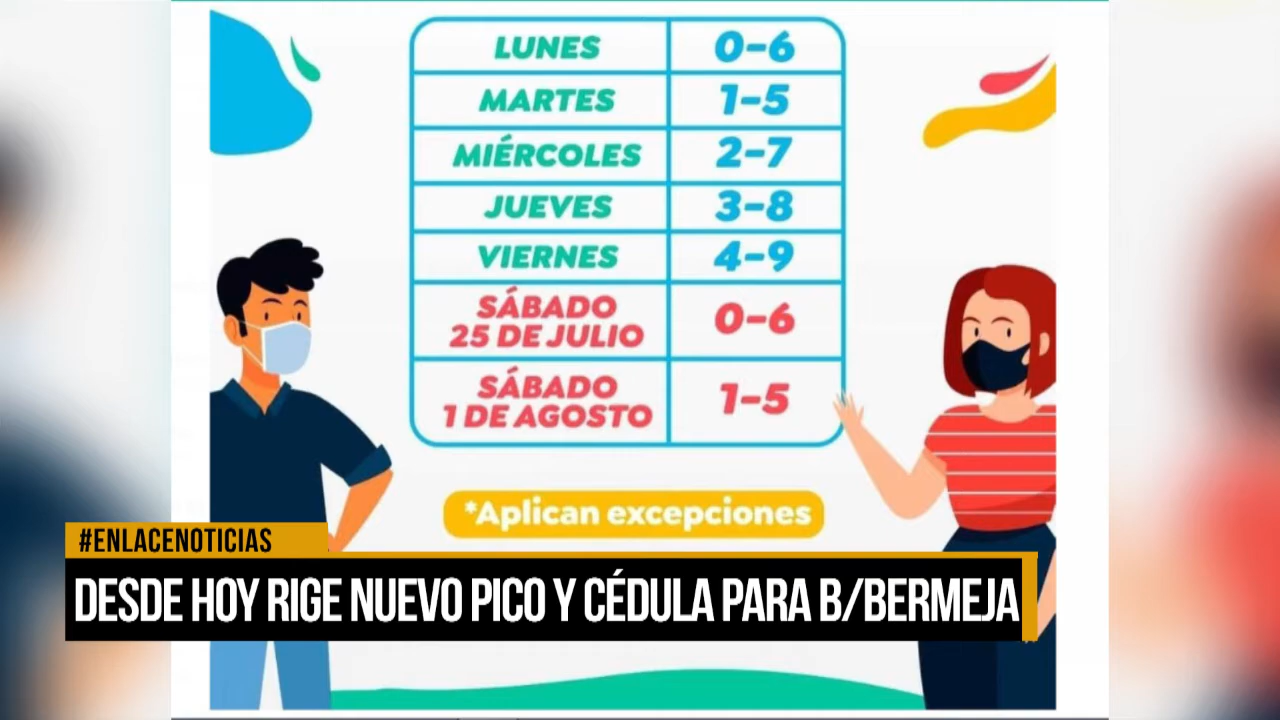 LUNES 0-6
MARTES 1-5
MIÉRCOLES 2-7
JUEVES 3-8
VIERNES 4-9
SÁBADO
25 DE JULIO 0-6
SÁBADO
1 DE AGOSTO 1-5
*Aplican excepciones
#ENLACENOTICIAS
DESDE HOY RIGE NUEVO PICO Y CÉDULA PARA B/BERMEJA